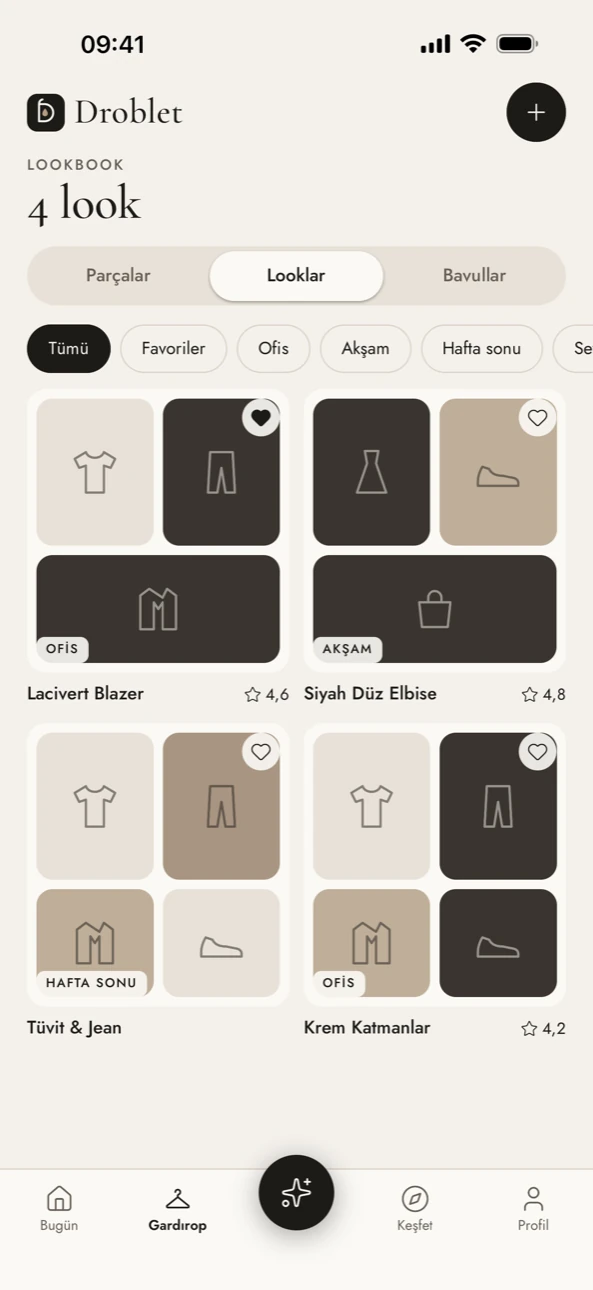 09:41
Droblet
LOOKBOOK
4 look
Parçalar Looklar Bavullar
Tümü Favoriler Ofis Akşam Hafta sonu
OFİS
AKŞAM
Lacivert Blazer 4,6
Siyah Düz Elbise 4,8
HAFTA SONU
OFİS
Tüvit & Jean
Krem Katmanlar 4,2
Bugün Gardırop Keşfet Profil